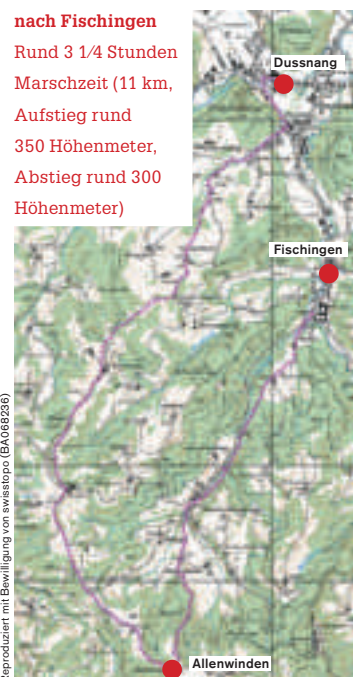 nach Fischingen
Rund 3 1/4 Stunden
Marschzeit (11 km,
Aufstieg rund
350 Höhenmeter,
Abstieg rund 300
Höhenmeter)
Dussnang
Fischingen
Allenwinden
Reproduziert mit Bewilligung von swisstopo (BA068236)